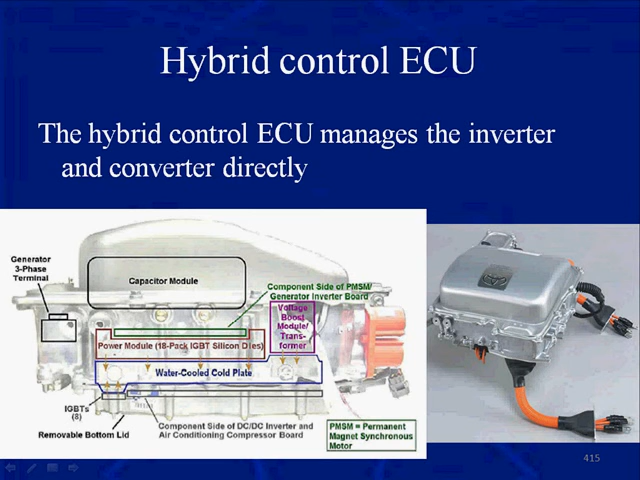 Hybrid control ECU
The hybrid control ECU manages the inverter
and converter directly
Generator
3-Phase
Terminal
Capacitor Module
Component Side of PMSM/
Generator Inverter Board
Voltage
Boost
Module/
Trans-
former
Power Module (18-Pack IGBT Silicon Dies)
Water-Cooled Cold Plate
IGBTs
(8)
Removable Bottom Lid
Component Side of DC/DC Inverter and
Air Conditioning Compressor Board
PMSM = Permanent
Magnet Synchronous
Motor
415